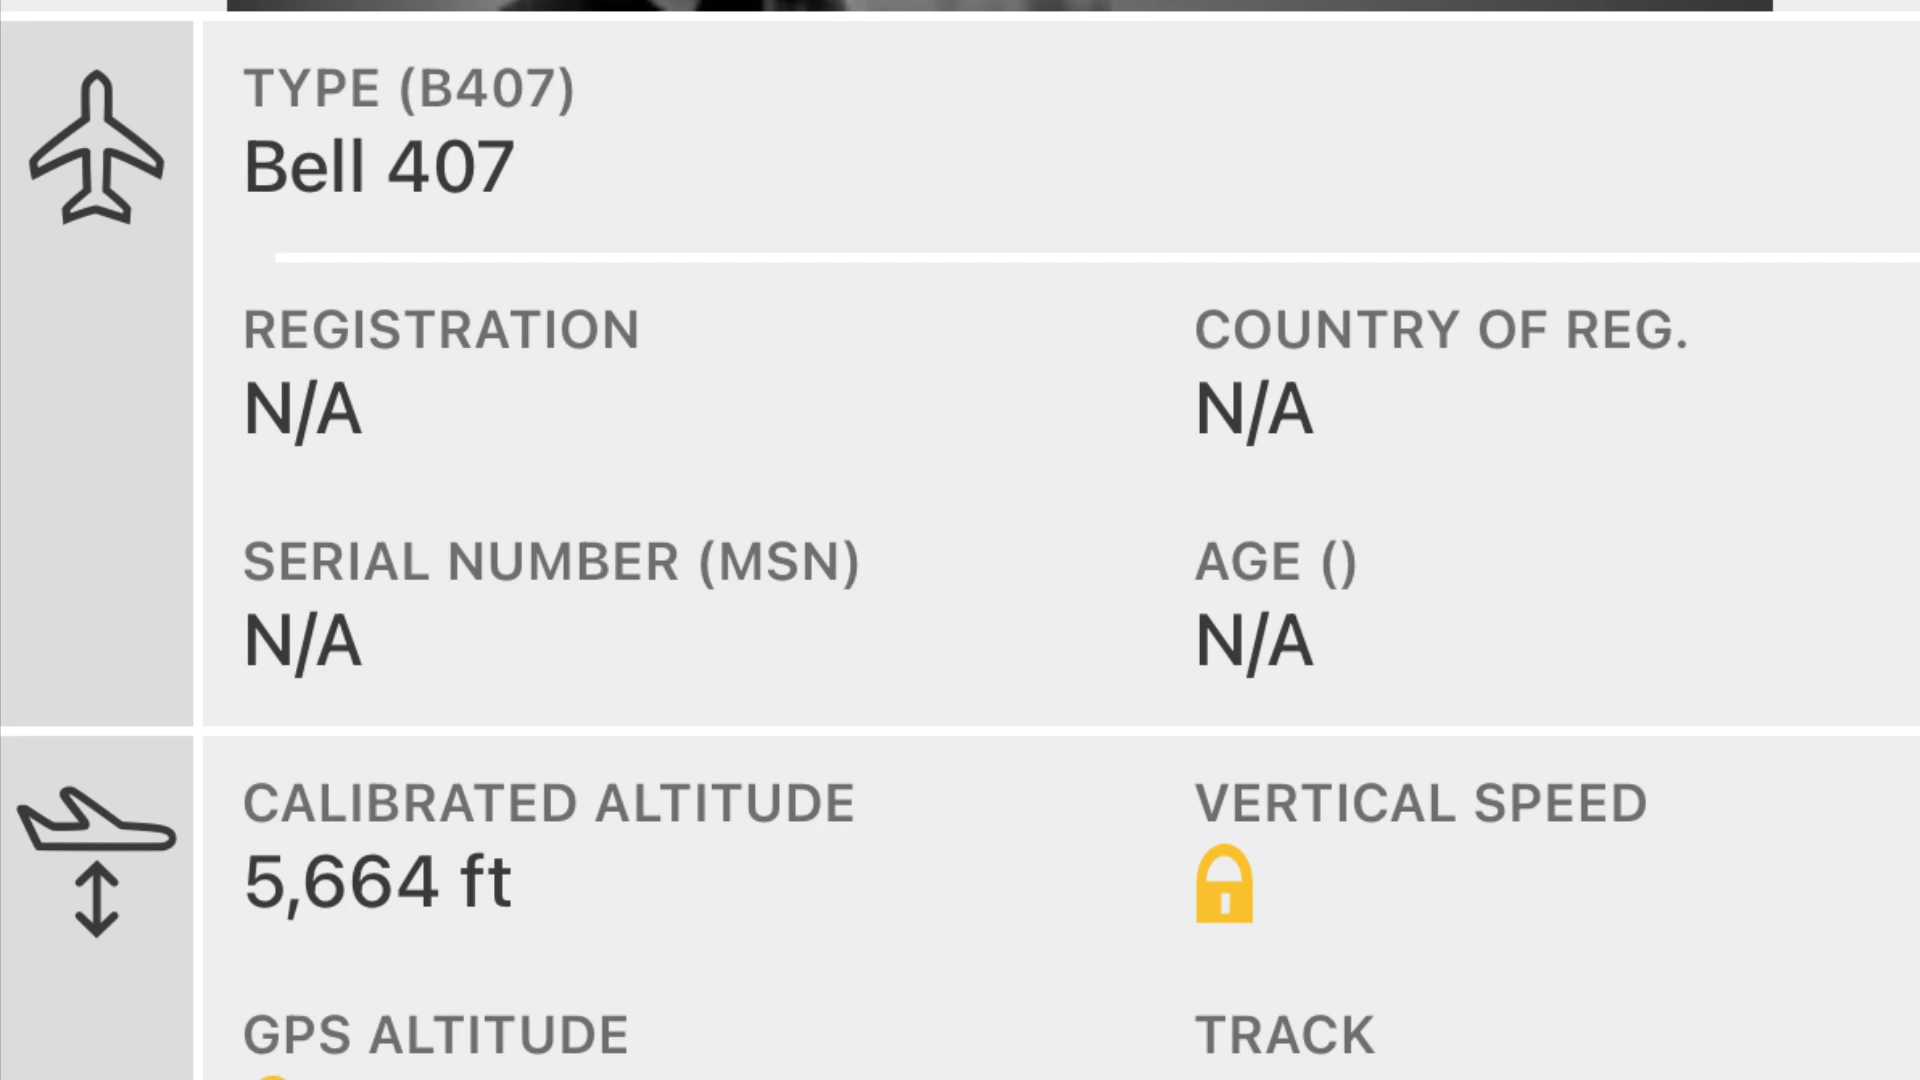 TYPE (B407)
Bell 407
REGISTRATION
COUNTRY OF REG.
N/A
N/A
SERIAL NUMBER (MSN)
AGE ()
N/A
N/A
CALIBRATED ALTITUDE
VERTICAL SPEED
5,664 ft
GPS ALTITUDE
TRACK